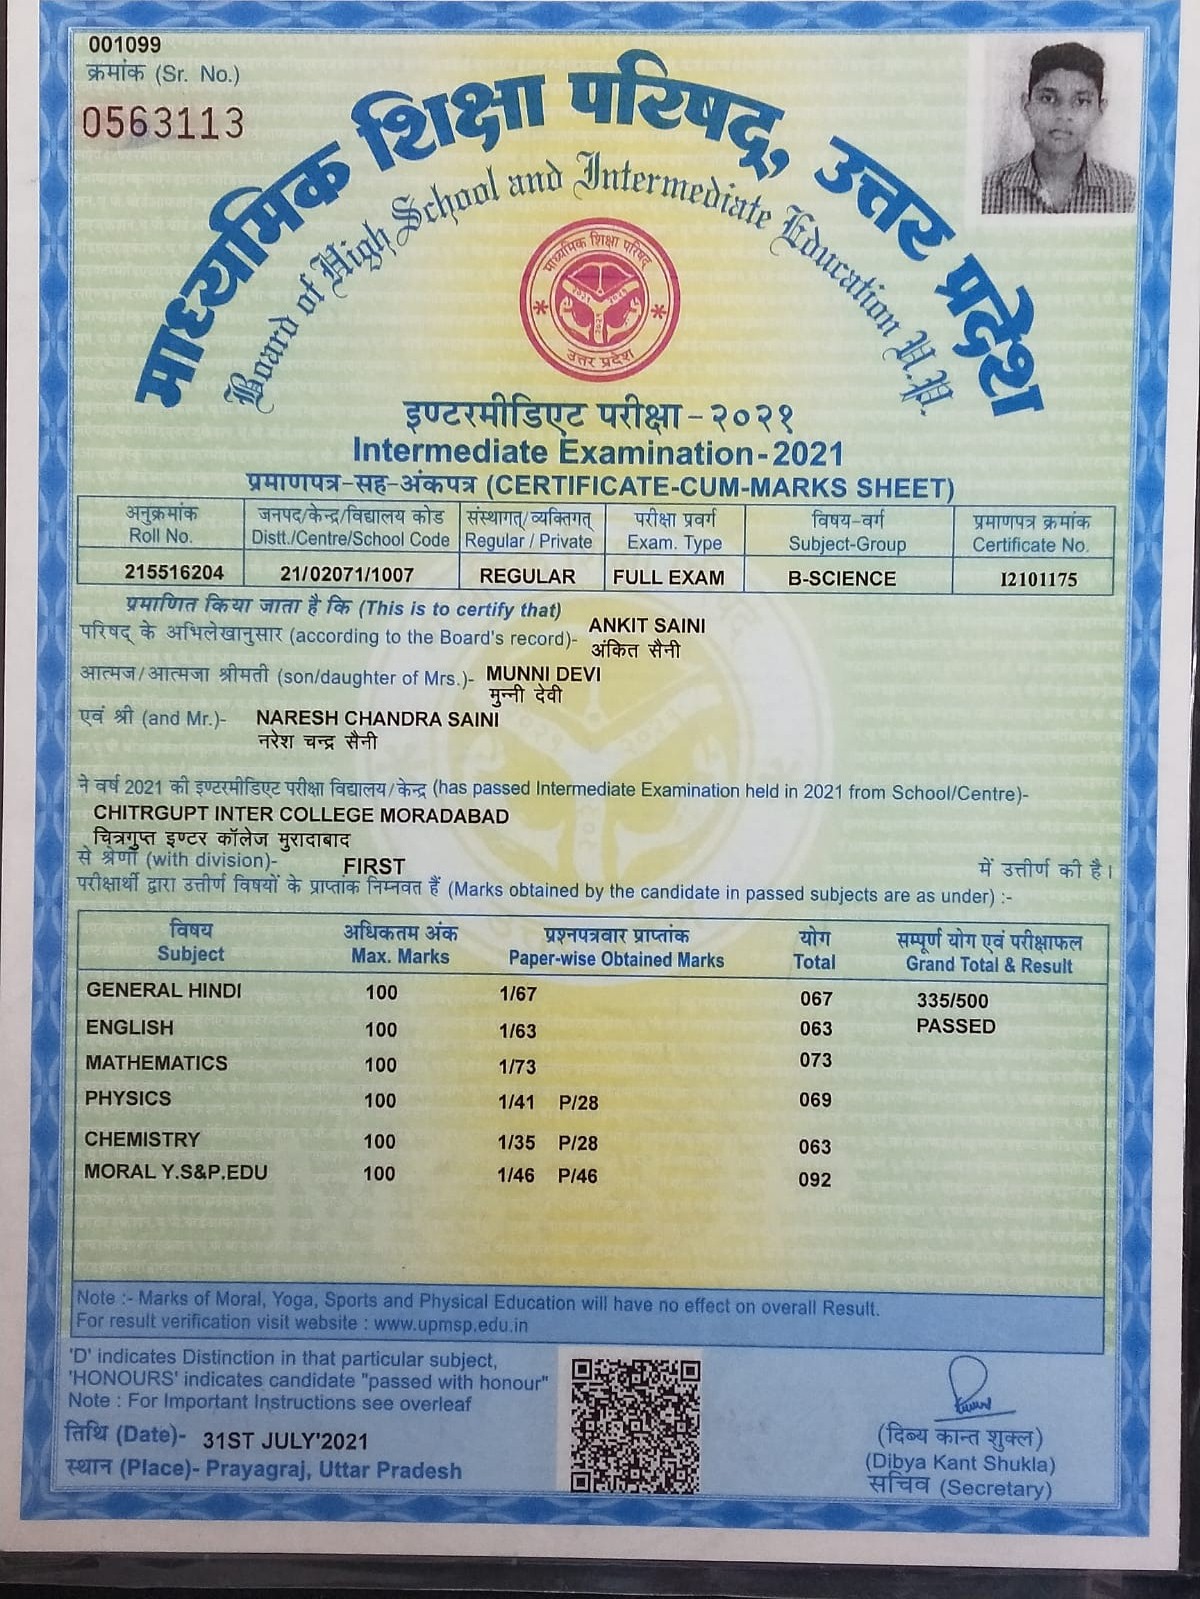 001099
क्रमांक (Sr. No.)
0563113
माध्यमिक शिक्षा परिषद्, उत्तर प्रदेश
Board of High School and Intermediate Education U.P.
माध्यमिक शिक्षा परिषद्
उत्तर प्रदेश
इण्टरमीडिएट परीक्षा - २०२१
Intermediate Examination - 2021
प्रमाणपत्र-सह-अंकपत्र (CERTIFICATE-CUM-MARKS SHEET)
अनुक्रमांक जनपद/केन्द्र/विद्यालय कोड संस्थागत्/व्यक्तिगत् परीक्षा प्रवर्ग विषय-वर्ग प्रमाणपत्र क्रमांक
Roll No. Distt./Centre/School Code Regular / Private Exam. Type Subject-Group Certificate No.
215516204 21/02071/1007 REGULAR FULL EXAM B-SCIENCE I2101175
प्रमाणित किया जाता है कि (This is to certify that)
परिषद् के अभिलेखानुसार (according to the Board's record)- ANKIT SAINI
अंकित सैनी
आत्मज/आत्मजा श्रीमती (son/daughter of Mrs.)- MUNNI DEVI
मुन्नी देवी
एवं श्री (and Mr.)- NARESH CHANDRA SAINI
नरेश चन्द्र सैनी
ने वर्ष 2021 की इण्टरमीडिएट परीक्षा विद्यालय/केन्द्र (has passed Intermediate Examination held in 2021 from School/Centre)-
CHITRGUPT INTER COLLEGE MORADABAD
चित्रगुप्त इण्टर कॉलेज मुरादाबाद
से श्रेणी (with division)- FIRST में उत्तीर्ण की है।
परीक्षार्थी द्वारा उत्तीर्ण विषयों के प्राप्तांक निम्नवत हैं (Marks obtained by the candidate in passed subjects are as under) :-
विषय अधिकतम अंक प्रश्नपत्रवार प्राप्तांक योग सम्पूर्ण योग एवं परीक्षाफल
Subject Max. Marks Paper-wise Obtained Marks Total Grand Total & Result
GENERAL HINDI 100 1/67 067 335/500
ENGLISH 100 1/63 063 PASSED
MATHEMATICS 100 1/73 073
PHYSICS 100 1/41 P/28 069
CHEMISTRY 100 1/35 P/28 063
MORAL Y.S&P.EDU 100 1/46 P/46 092
Note :- Marks of Moral, Yoga, Sports and Physical Education will have no effect on overall Result.
For result verification visit website : www.upmsp.edu.in
'D' indicates Distinction in that particular subject,
'HONOURS' indicates candidate "passed with honour"
Note : For Important Instructions see overleaf
तिथि (Date)- 31ST JULY'2021
स्थान (Place)- Prayagraj, Uttar Pradesh
(दिब्य कान्त शुक्ल)
(Dibya Kant Shukla)
सचिव (Secretary)